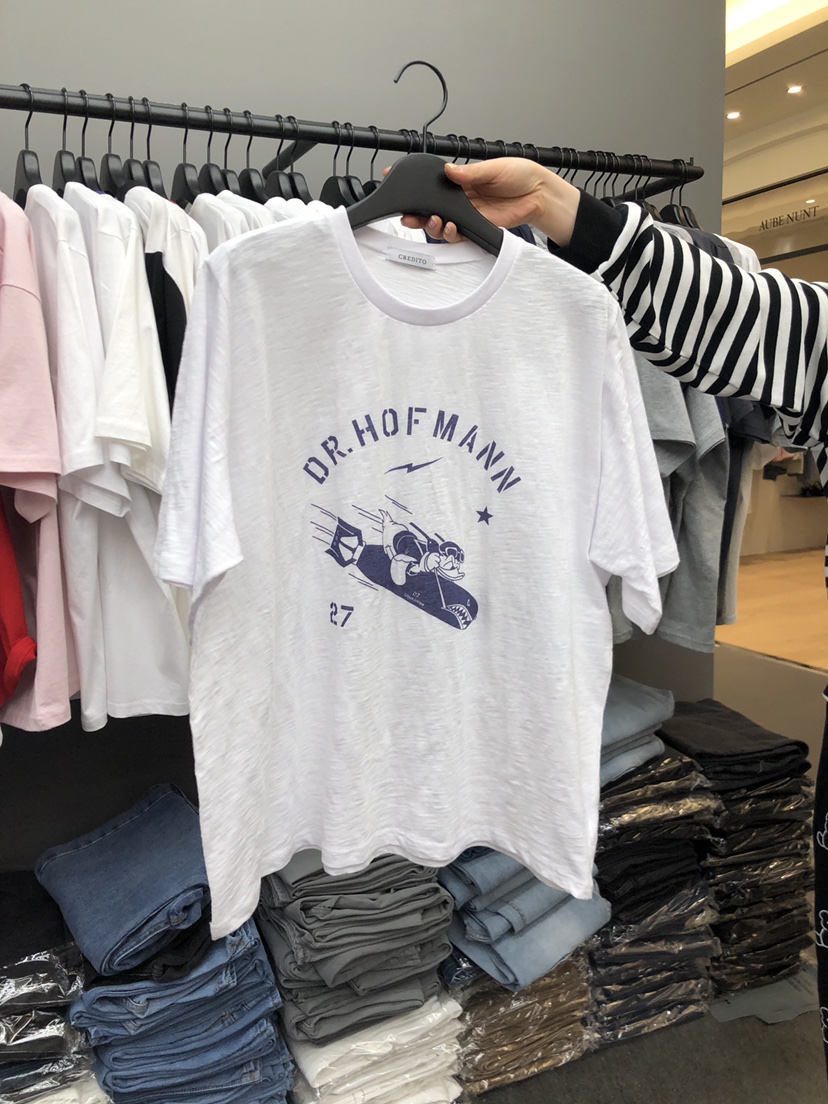 AUBE NUNT
CREDITO
DR. HOFMANN
27